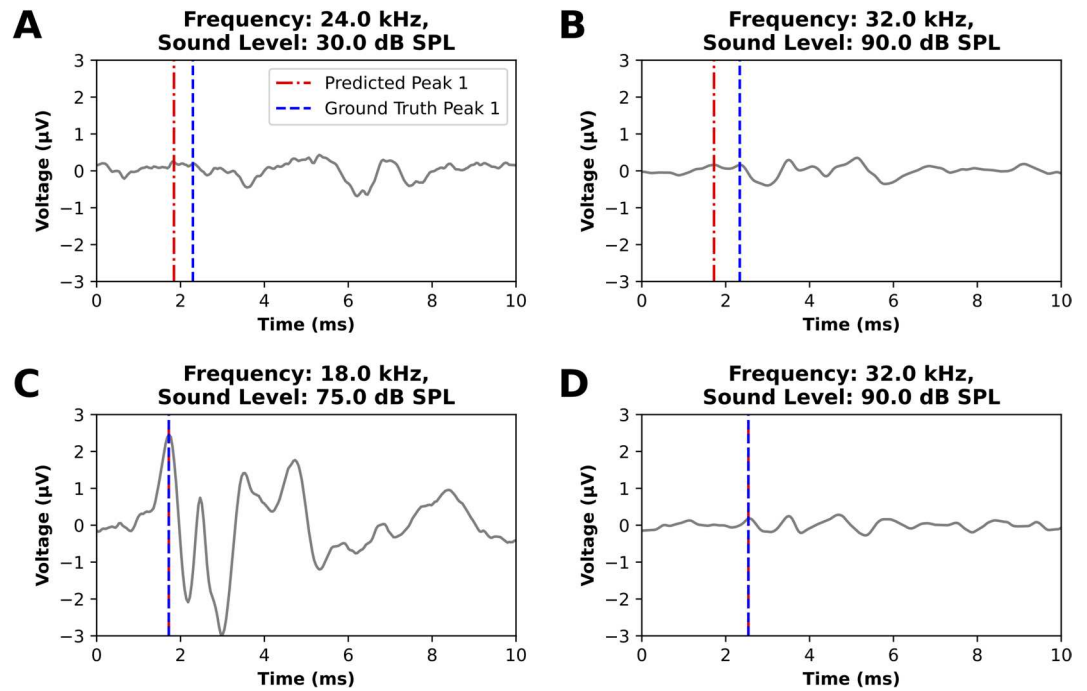 A
Frequency: 24.0 kHz,
Sound Level: 30.0 dB SPL
Predicted Peak 1
Ground Truth Peak 1
3
2
1
0
−1
−2
−3
Voltage (μV)
0 2 4 6 8 10
Time (ms)
B
Frequency: 32.0 kHz,
Sound Level: 90.0 dB SPL
3
2
1
0
−1
−2
−3
Voltage (μV)
0 2 4 6 8 10
Time (ms)
C
Frequency: 18.0 kHz,
Sound Level: 75.0 dB SPL
3
2
1
0
−1
−2
−3
Voltage (μV)
0 2 4 6 8 10
Time (ms)
D
Frequency: 32.0 kHz,
Sound Level: 90.0 dB SPL
3
2
1
0
−1
−2
−3
Voltage (μV)
0 2 4 6 8 10
Time (ms)